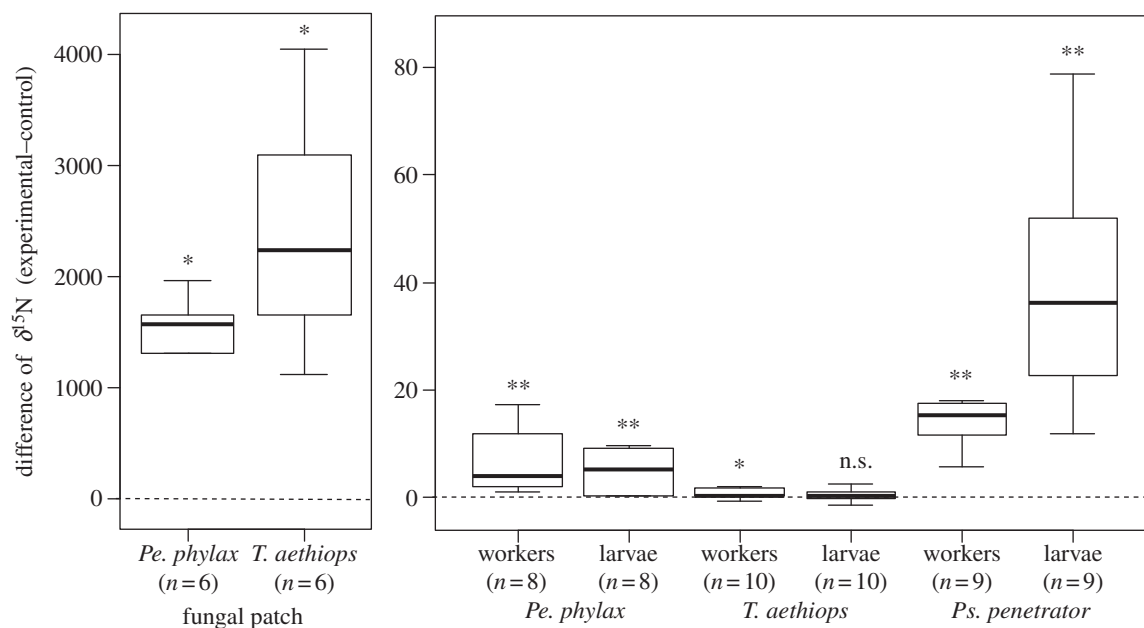 difference of δ15N (experimental–control)
4000
3000
2000
1000
0
*
*
Pe. phylax T. aethiops
(n=6) (n=6)
fungal patch
80
60
40
20
0
** ** * n.s. ** **
workers larvae workers larvae workers larvae
(n=8) (n=8) (n=10) (n=10) (n=9) (n=9)
Pe. phylax T. aethiops Ps. penetrator